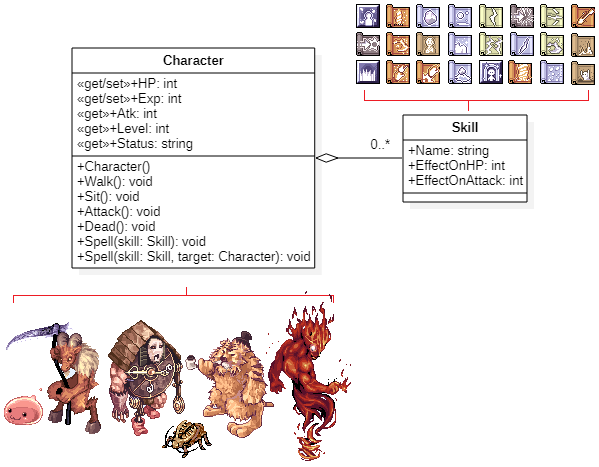 Character
«get/set»+HP: int
«get/set»+Exp: int
«get»+Atk: int
«get»+Level: int
«get»+Status: string
+Character()
+Walk(): void
+Sit(): void
+Attack(): void
+Dead(): void
+Spell(skill: Skill): void
+Spell(skill: Skill, target: Character): void
0..*
Skill
+Name: string
+EffectOnHP: int
+EffectOnAttack: int